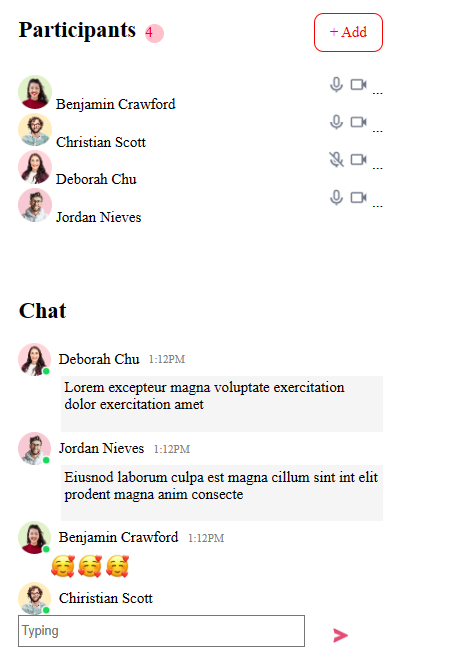 Participants 4
+ Add
Benjamin Crawford ...
Christian Scott ...
Deborah Chu ...
Jordan Nieves ...
Chat
Deborah Chu 1:12PM
Lorem excepteur magna voluptate exercitation
dolor exercitation amet
Jordan Nieves 1:12PM
Eiusnod laborum culpa est magna cillum sint int elit
prodent magna anim consecte
Benjamin Crawford 1:12PM
🥰🥰🥰
Chiristian Scott
Typing